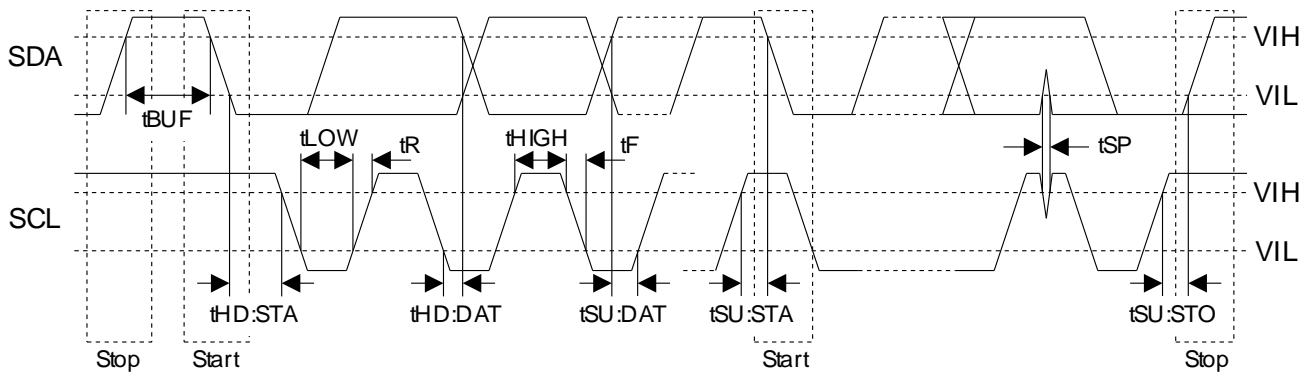 SDA
VIH
VIL
tBUF
tLOW
tR
tHIGH
tF
tSP
SCL
VIH
VIL
tHD:STA
tHD:DAT
tSU:DAT
tSU:STA
tSU:STO
Stop
Start
Start
Stop